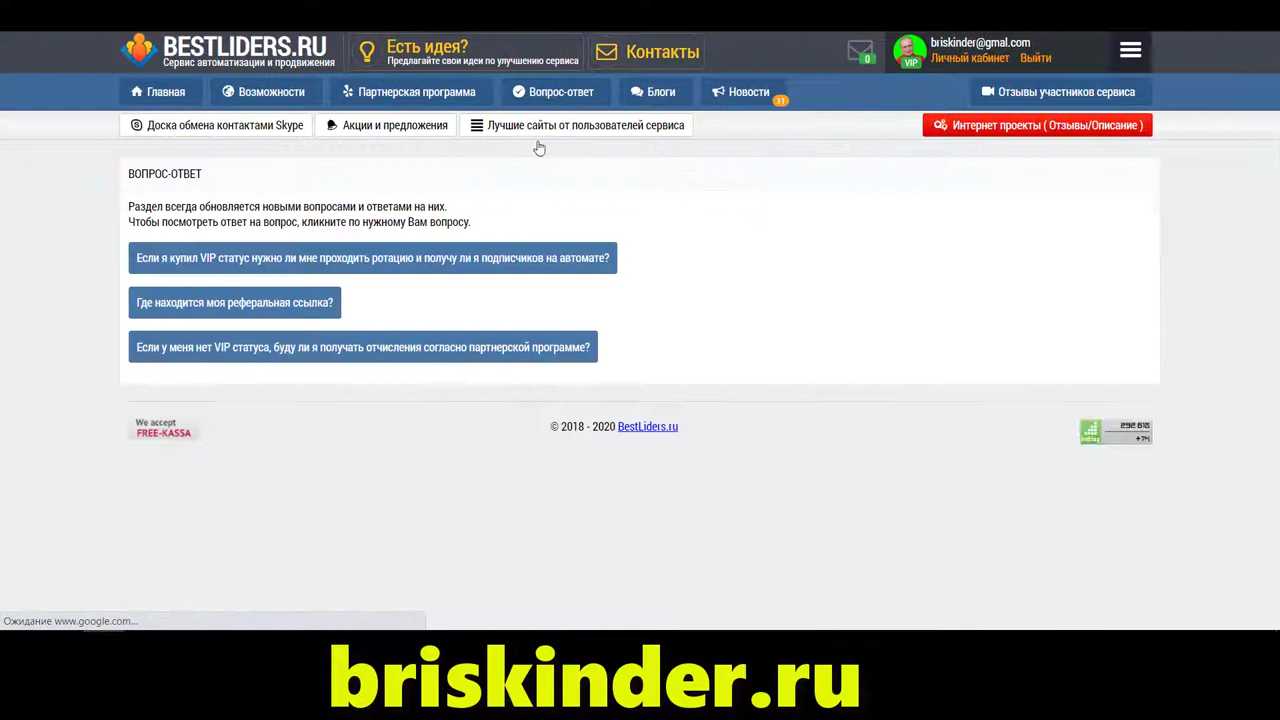 BESTLIDERS.RU
Сервис автоматизации и продвижения
Есть идея?
Предлагайте свои идеи по улучшению сервиса
Контакты
0
VIP
briskinder@gmal.com
Личный кабинет Выйти
Главная
Возможности
Партнерская программа
Вопрос-ответ
Блоги
Новости
11
Отзывы участников сервиса
Доска обмена контактами Skype
Акции и предложения
Лучшие сайты от пользователей сервиса
Интернет проекты ( Отзывы/Описание )
ВОПРОС-ОТВЕТ
Раздел всегда обновляется новыми вопросами и ответами на них.
Чтобы посмотреть ответ на вопрос, кликните по нужному Вам вопросу.
Если я купил VIP статус нужно ли мне проходить ротацию и получу ли я подписчиков на автомате?
Где находится моя реферальная ссылка?
Если у меня нет VIP статуса, буду ли я получать отчисления согласно партнерской программе?
We accept
FREE-KASSA
© 2018 - 2020 BestLiders.ru
292 618
+74
Ожидание www.google.com...
briskinder.ru